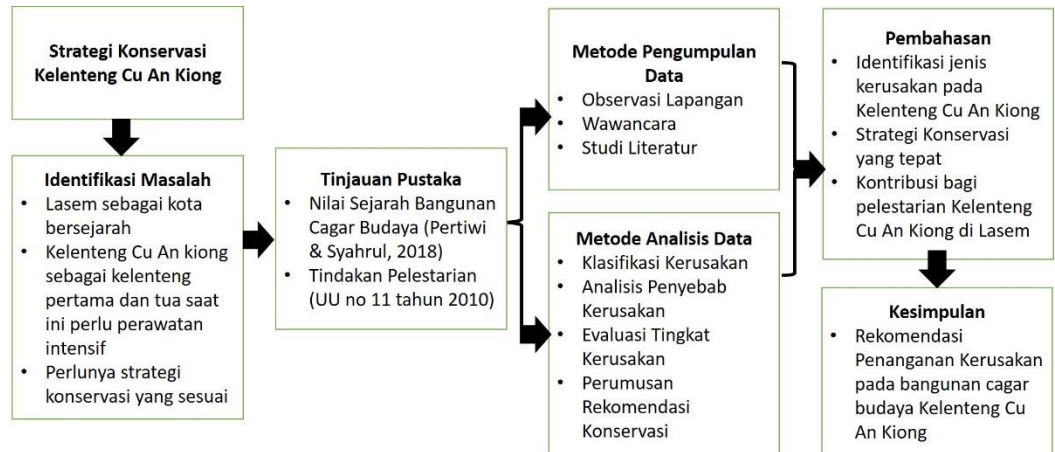 Strategi Konservasi
Kelenteng Cu An Kiong
Identifikasi Masalah
• Lasem sebagai kota
bersejarah
• Kelenteng Cu An kiong
sebagai kelenteng
pertama dan tua saat
ini perlu perawatan
intensif
• Perlunya strategi
konservasi yang sesuai
Tinjauan Pustaka
• Nilai Sejarah Bangunan
Cagar Budaya (Pertiwi
& Syahrul, 2018)
• Tindakan Pelestarian
(UU no 11 tahun 2010)
Metode Pengumpulan
Data
• Observasi Lapangan
• Wawancara
• Studi Literatur
Metode Analisis Data
• Klasifikasi Kerusakan
• Analisis Penyebab
Kerusakan
• Evaluasi Tingkat
Kerusakan
• Perumusan
Rekomendasi
Konservasi
Pembahasan
• Identifikasi jenis
kerusakan pada
Kelenteng Cu An Kiong
• Strategi Konservasi
yang tepat
• Kontribusi bagi
pelestarian Kelenteng
Cu An Kiong di Lasem
Kesimpulan
• Rekomendasi
Penanganan Kerusakan
pada bangunan cagar
budaya Kelenteng Cu
An Kiong